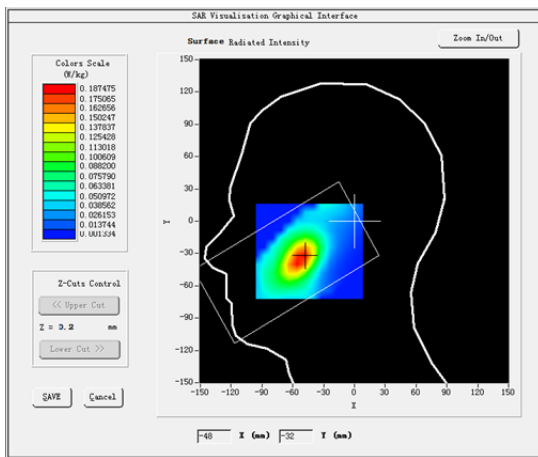 SAR Visualisation Graphical Interface
Surface Radiated Intensity
Zoom In/Out
Colors Scale
(W/kg)
0.187475
0.175065
0.162656
0.150247
0.137837
0.125428
0.113018
0.100609
0.088200
0.075790
0.063381
0.050972
0.038562
0.026153
0.013744
0.001334
Z-Cuts Control
<< Upper Cut
Z = 0.2 mm
Lower Cut >>
SAVE Cancel
150
120
90
60
30
0
-30
-60
-90
-120
-150
Y
-150 -120 -90 -60 -30 0 30 60 90 120 150
X
-48 X (mm) -32 Y (mm)